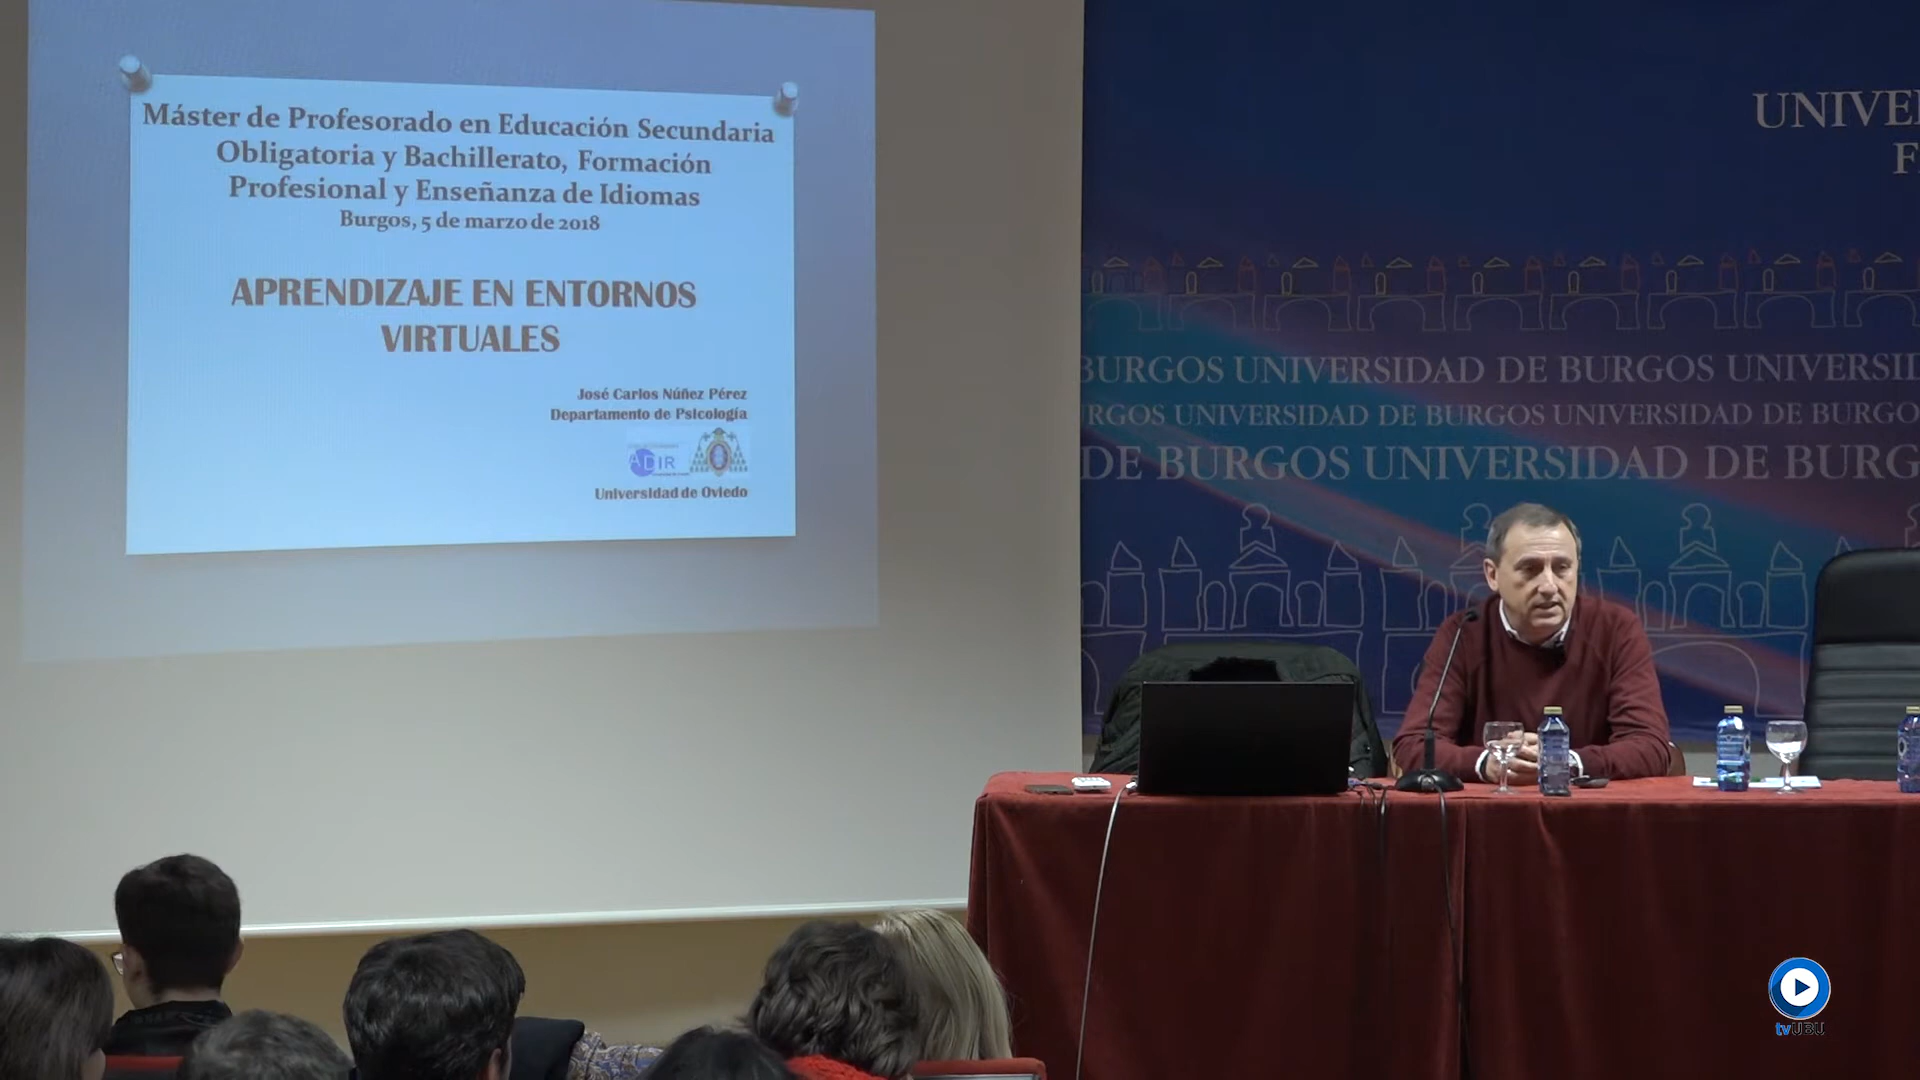 Máster de Profesorado en Educación Secundaria
Obligatoria y Bachillerato, Formación
Profesional y Enseñanza de Idiomas
Burgos, 5 de marzo de 2018
APRENDIZAJE EN ENTORNOS
VIRTUALES
José Carlos Núñez Pérez
Departamento de Psicología
ADIR
Universidad de Oviedo
UNIVE
F
BURGOS UNIVERSIDAD DE BURGOS UNIVERSI
RGOS UNIVERSIDAD DE BURGOS UNIVERSIDAD DE BURGO
DE BURGOS UNIVERSIDAD DE BURG
tvUBU